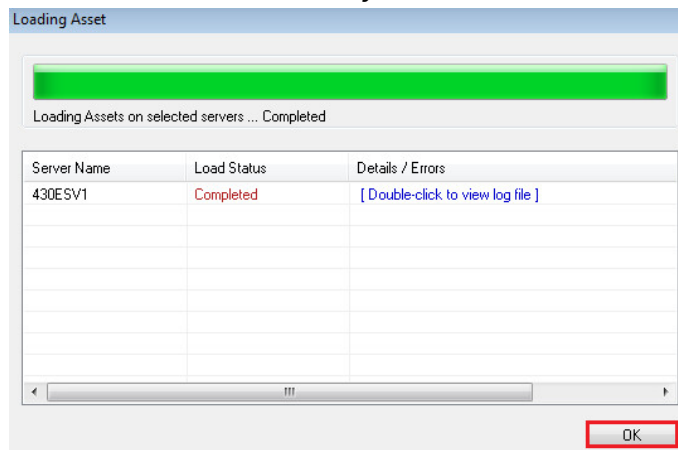 Loading Asset
Loading Assets on selected servers ... Completed
Server Name Load Status Details / Errors
430ESV1 Completed [ Double-click to view log file ]
OK